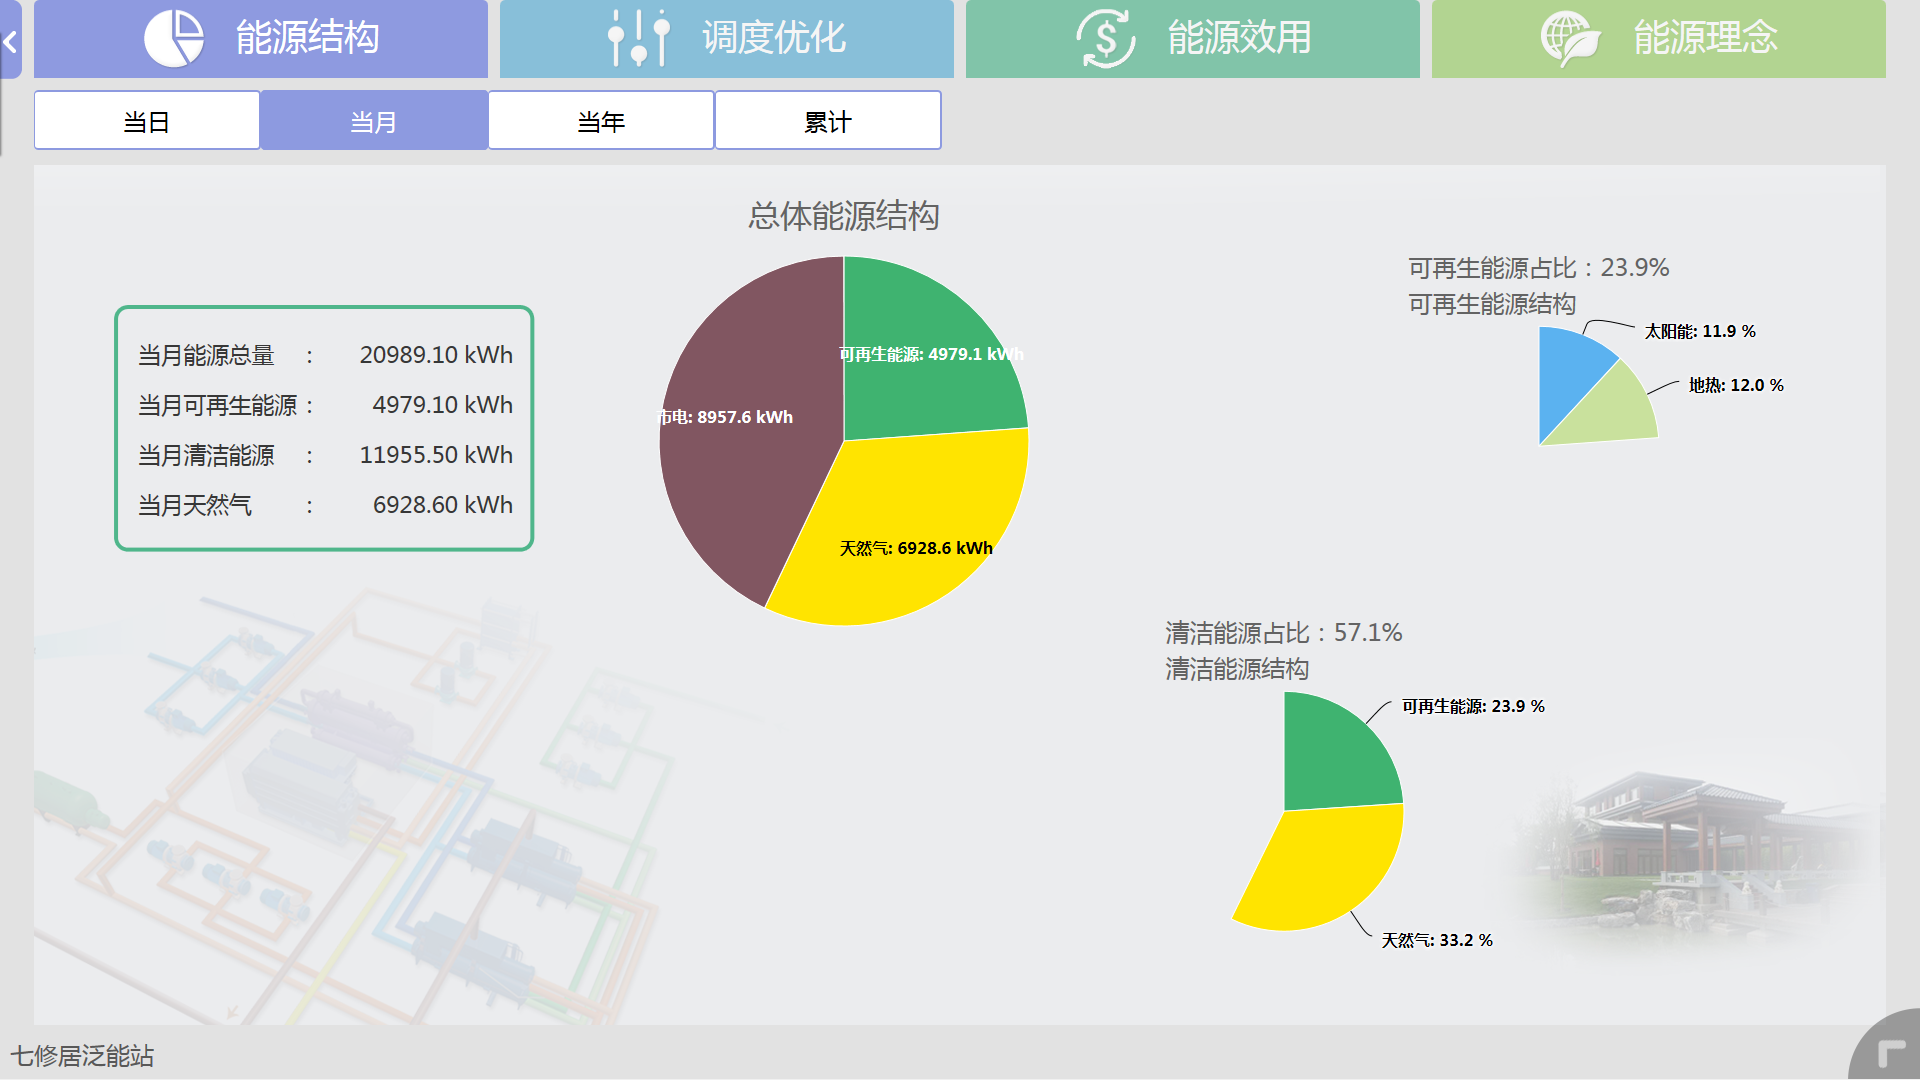 能源结构
调度优化
能源效用
能源理念
当日
当月
当年
累计
总体能源结构
可再生能源: 4979.1 kWh
市电: 8957.6 kWh
天然气: 6928.6 kWh
当月能源总量 : 20989.10 kWh
当月可再生能源 : 4979.10 kWh
当月清洁能源 : 11955.50 kWh
当月天然气 : 6928.60 kWh
可再生能源占比：23.9%
可再生能源结构
太阳能: 11.9 %
地热: 12.0 %
清洁能源占比：57.1%
清洁能源结构
可再生能源: 23.9 %
天然气: 33.2 %
七修居泛能站